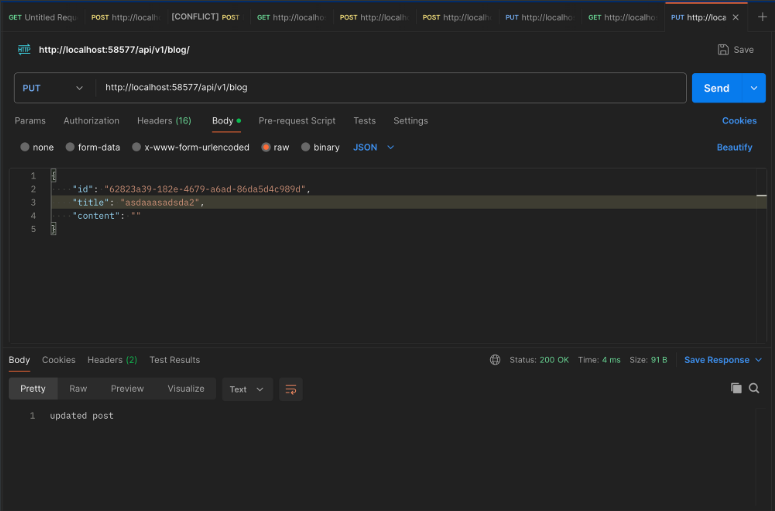 GET Untitled Requ
POST http://localh
[CONFLICT] POST
GET http://localho
POST http://localho
POST http://localho
PUT http://localho
GET http://localho
PUT http://loca
HTTP http://localhost:58577/api/v1/blog/
Save
PUT http://localhost:58577/api/v1/blog
Send
Params Authorization Headers (16) Body Pre-request Script Tests Settings Cookies
none form-data x-www-form-urlencoded raw binary JSON Beautify
1 {
2 "id": "62823a39-182e-4679-a6ad-86da5d4c989d",
3 "title": "asdaaasadsda2",
4 "content": ""
5 }
Body Cookies Headers (2) Test Results Status: 200 OK Time: 4 ms Size: 91 B Save Response
Pretty Raw Preview Visualize Text
1 updated post